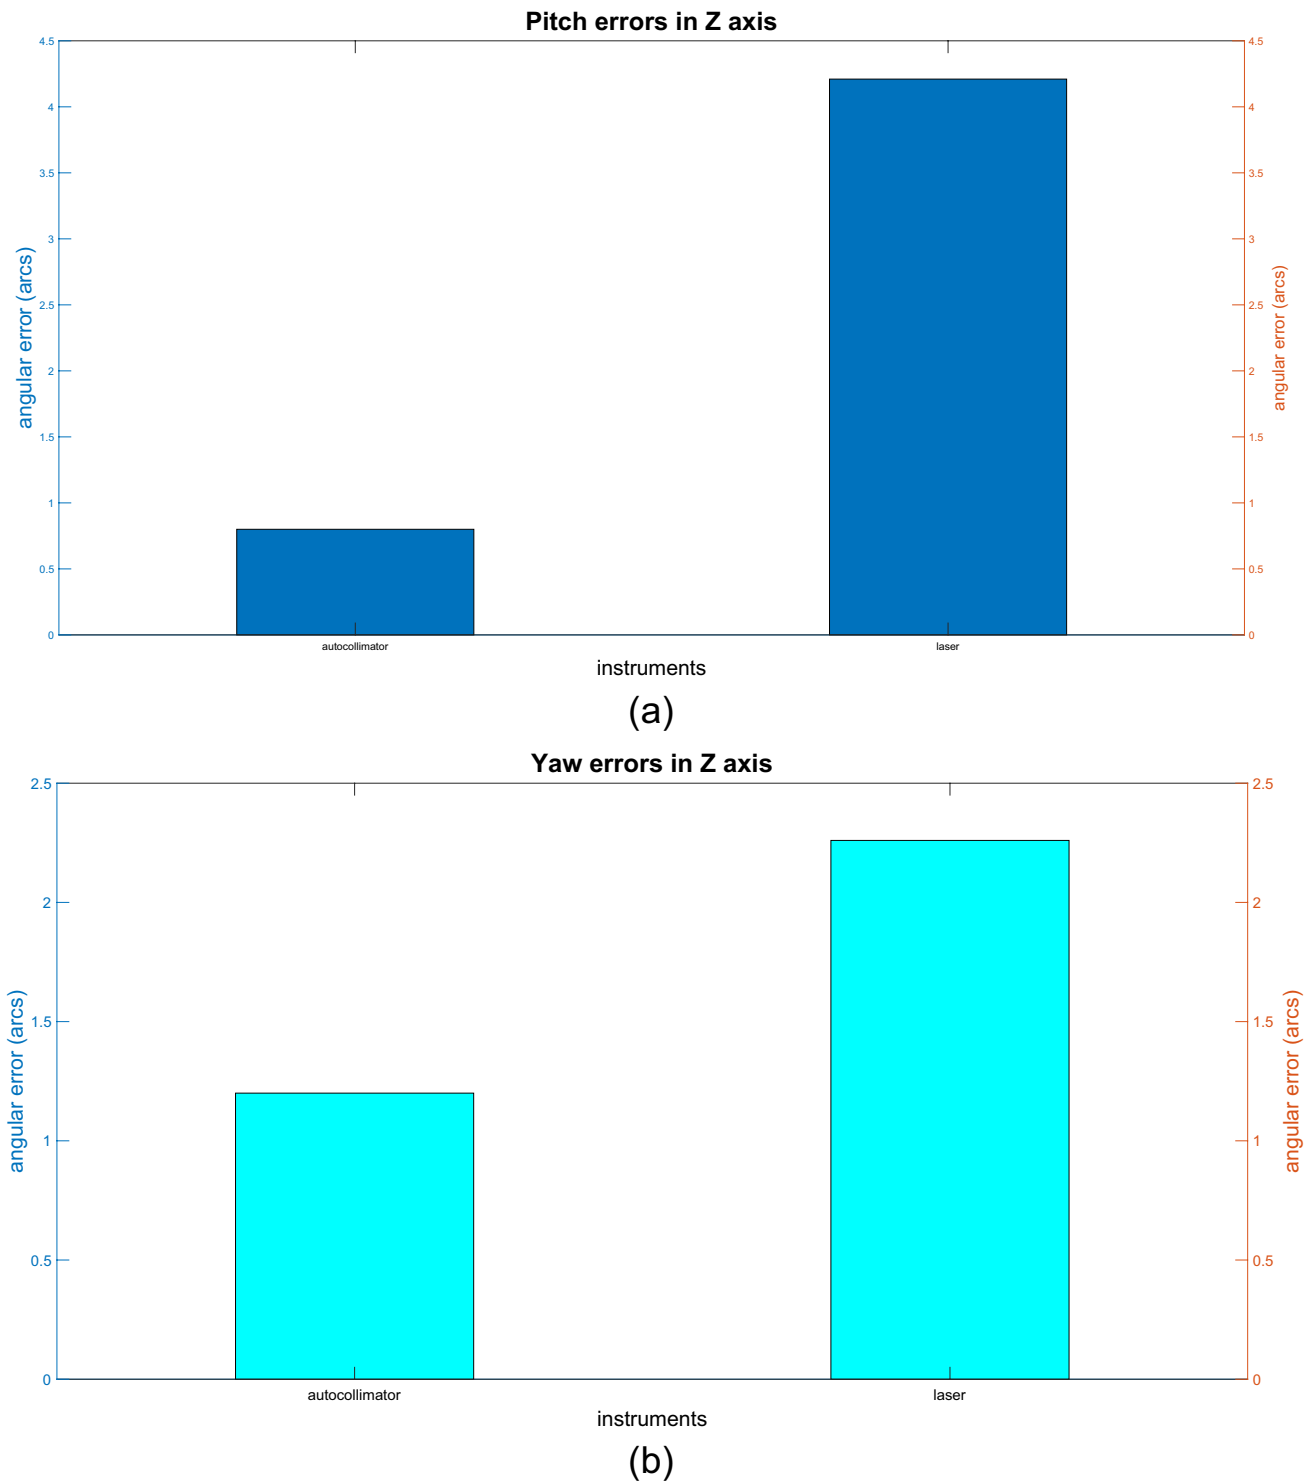 Pitch errors in Z axis
4.5
4
3.5
3
2.5
2
1.5
1
0.5
0
angular error (arcs)
4.5
4
3.5
3
2.5
2
1.5
1
0.5
0
angular error (arcs)
autocollimator
laser
instruments
(a)
Yaw errors in Z axis
2.5
2
1.5
1
0.5
0
angular error (arcs)
2.5
2
1.5
1
0.5
0
angular error (arcs)
autocollimator
laser
instruments
(b)